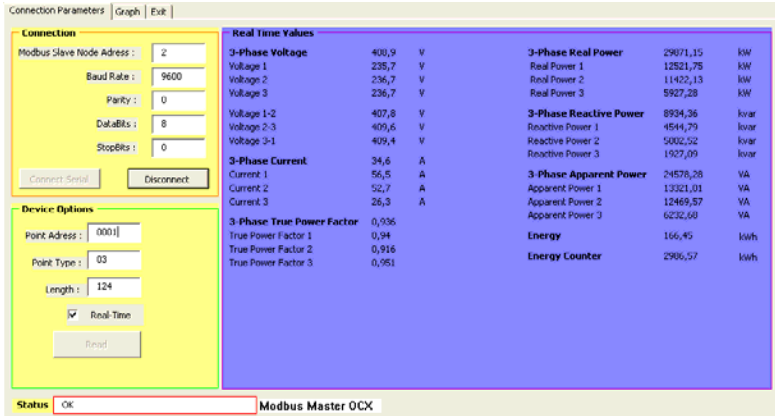 Connection Parameters Graph Exit
Connection
Modbus Slave Node Adress : 2
Baud Rate : 9600
Parity : 0
DataBits : 8
StopBits : 0
Connect Serial Disconnect
Device Options
Point Adress : 0001
Point Type : 03
Length : 124
Real-Time
Read
Real Time Values
3-Phase Voltage 408,9 V
Voltage 1 235,7 V
Voltage 2 236,7 V
Voltage 3 236,7 V
Voltage 1-2 407,8 V
Voltage 2-3 409,6 V
Voltage 3-1 409,4 V
3-Phase Current 34,6 A
Current 1 56,5 A
Current 2 52,7 A
Current 3 26,3 A
3-Phase True Power Factor 0,936
True Power Factor 1 0,94
True Power Factor 2 0,916
True Power Factor 3 0,951
3-Phase Real Power 29871,15 kW
Real Power 1 12521,75 kW
Real Power 2 11422,13 kW
Real Power 3 5927,28 kW
3-Phase Reactive Power 8934,36 kvar
Reactive Power 1 4544,79 kvar
Reactive Power 2 5002,52 kvar
Reactive Power 3 1927,09 kvar
3-Phase Apparent Power 24578,28 VA
Apparent Power 1 13321,01 VA
Apparent Power 2 12469,57 VA
Apparent Power 3 6232,68 VA
Energy 166,45 kWh
Energy Counter 2986,57 kWh
Status OK
Modbus Master OCX